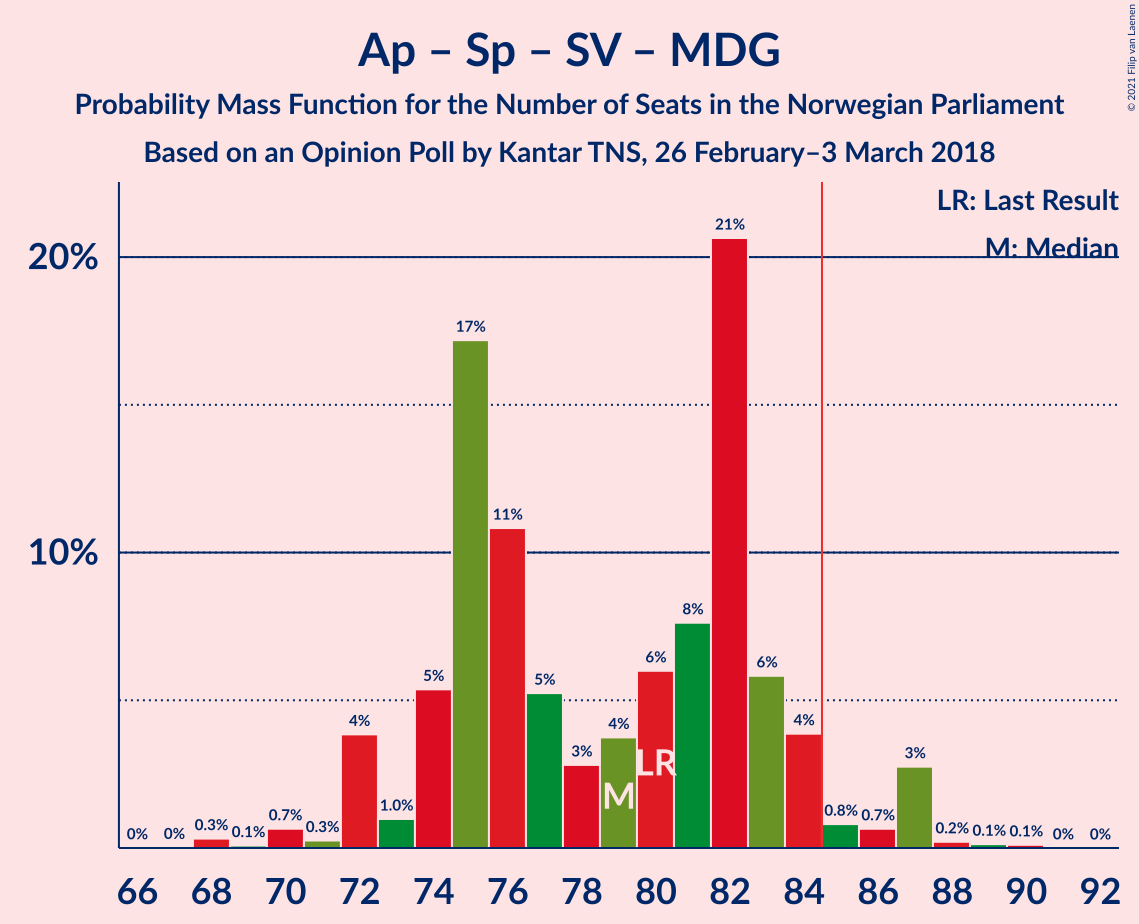 Ap – Sp – SV – MDG
Probability Mass Function for the Number of Seats in the Norwegian Parliament
Based on an Opinion Poll by Kantar TNS, 26 February–3 March 2018
© 2021 Filip van Laenen
LR: Last Result
M: Median
20%
10%
0% 0% 0.3% 0.1% 0.7% 0.3% 4% 1.0% 5% 17% 11% 5% 3% 4% 6% 8% 21% 6% 4% 0.8% 0.7% 3% 0.2% 0.1% 0.1% 0% 0%
LR
M
66 68 70 72 74 76 78 80 82 84 86 88 90 92